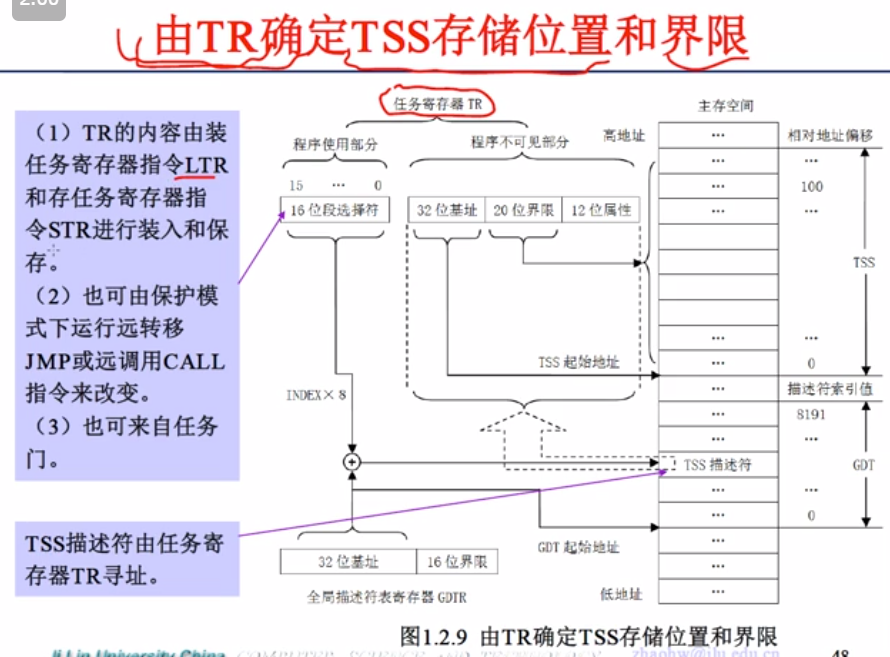 2:00
由TR确定TSS存储位置和界限
(1)TR的内容由装
任务寄存器指令LTR
和存任务寄存器指
令STR进行装入和保
存。
(2)也可由保护模
式下运行远转移
JMP或远调用CALL
指令来改变。
(3)也可来自任务
门。
TSS描述符由任务寄
存器TR寻址。
任务寄存器 TR
程序使用部分
程序不可见部分
15 … 0
16 位段选择符
32 位基址
20 位界限
12 位属性
INDEX×8
TSS 起始地址
GDT 起始地址
32 位基址
16 位界限
全局描述符表寄存器 GDTR
主存空间
高地址
相对地址偏移
…
… …
… 100
… …
TSS
… …
… 0
… 描述符索引值
… 8191
… …
TSS 描述符
GDT
… …
… 0
…
…
低地址 …
图1.2.9 由TR确定TSS存储位置和界限
JiLin University China
COMPUTER SCIENCE AND TECHNOLOGY
zhaohw@jlu.edu.cn
48